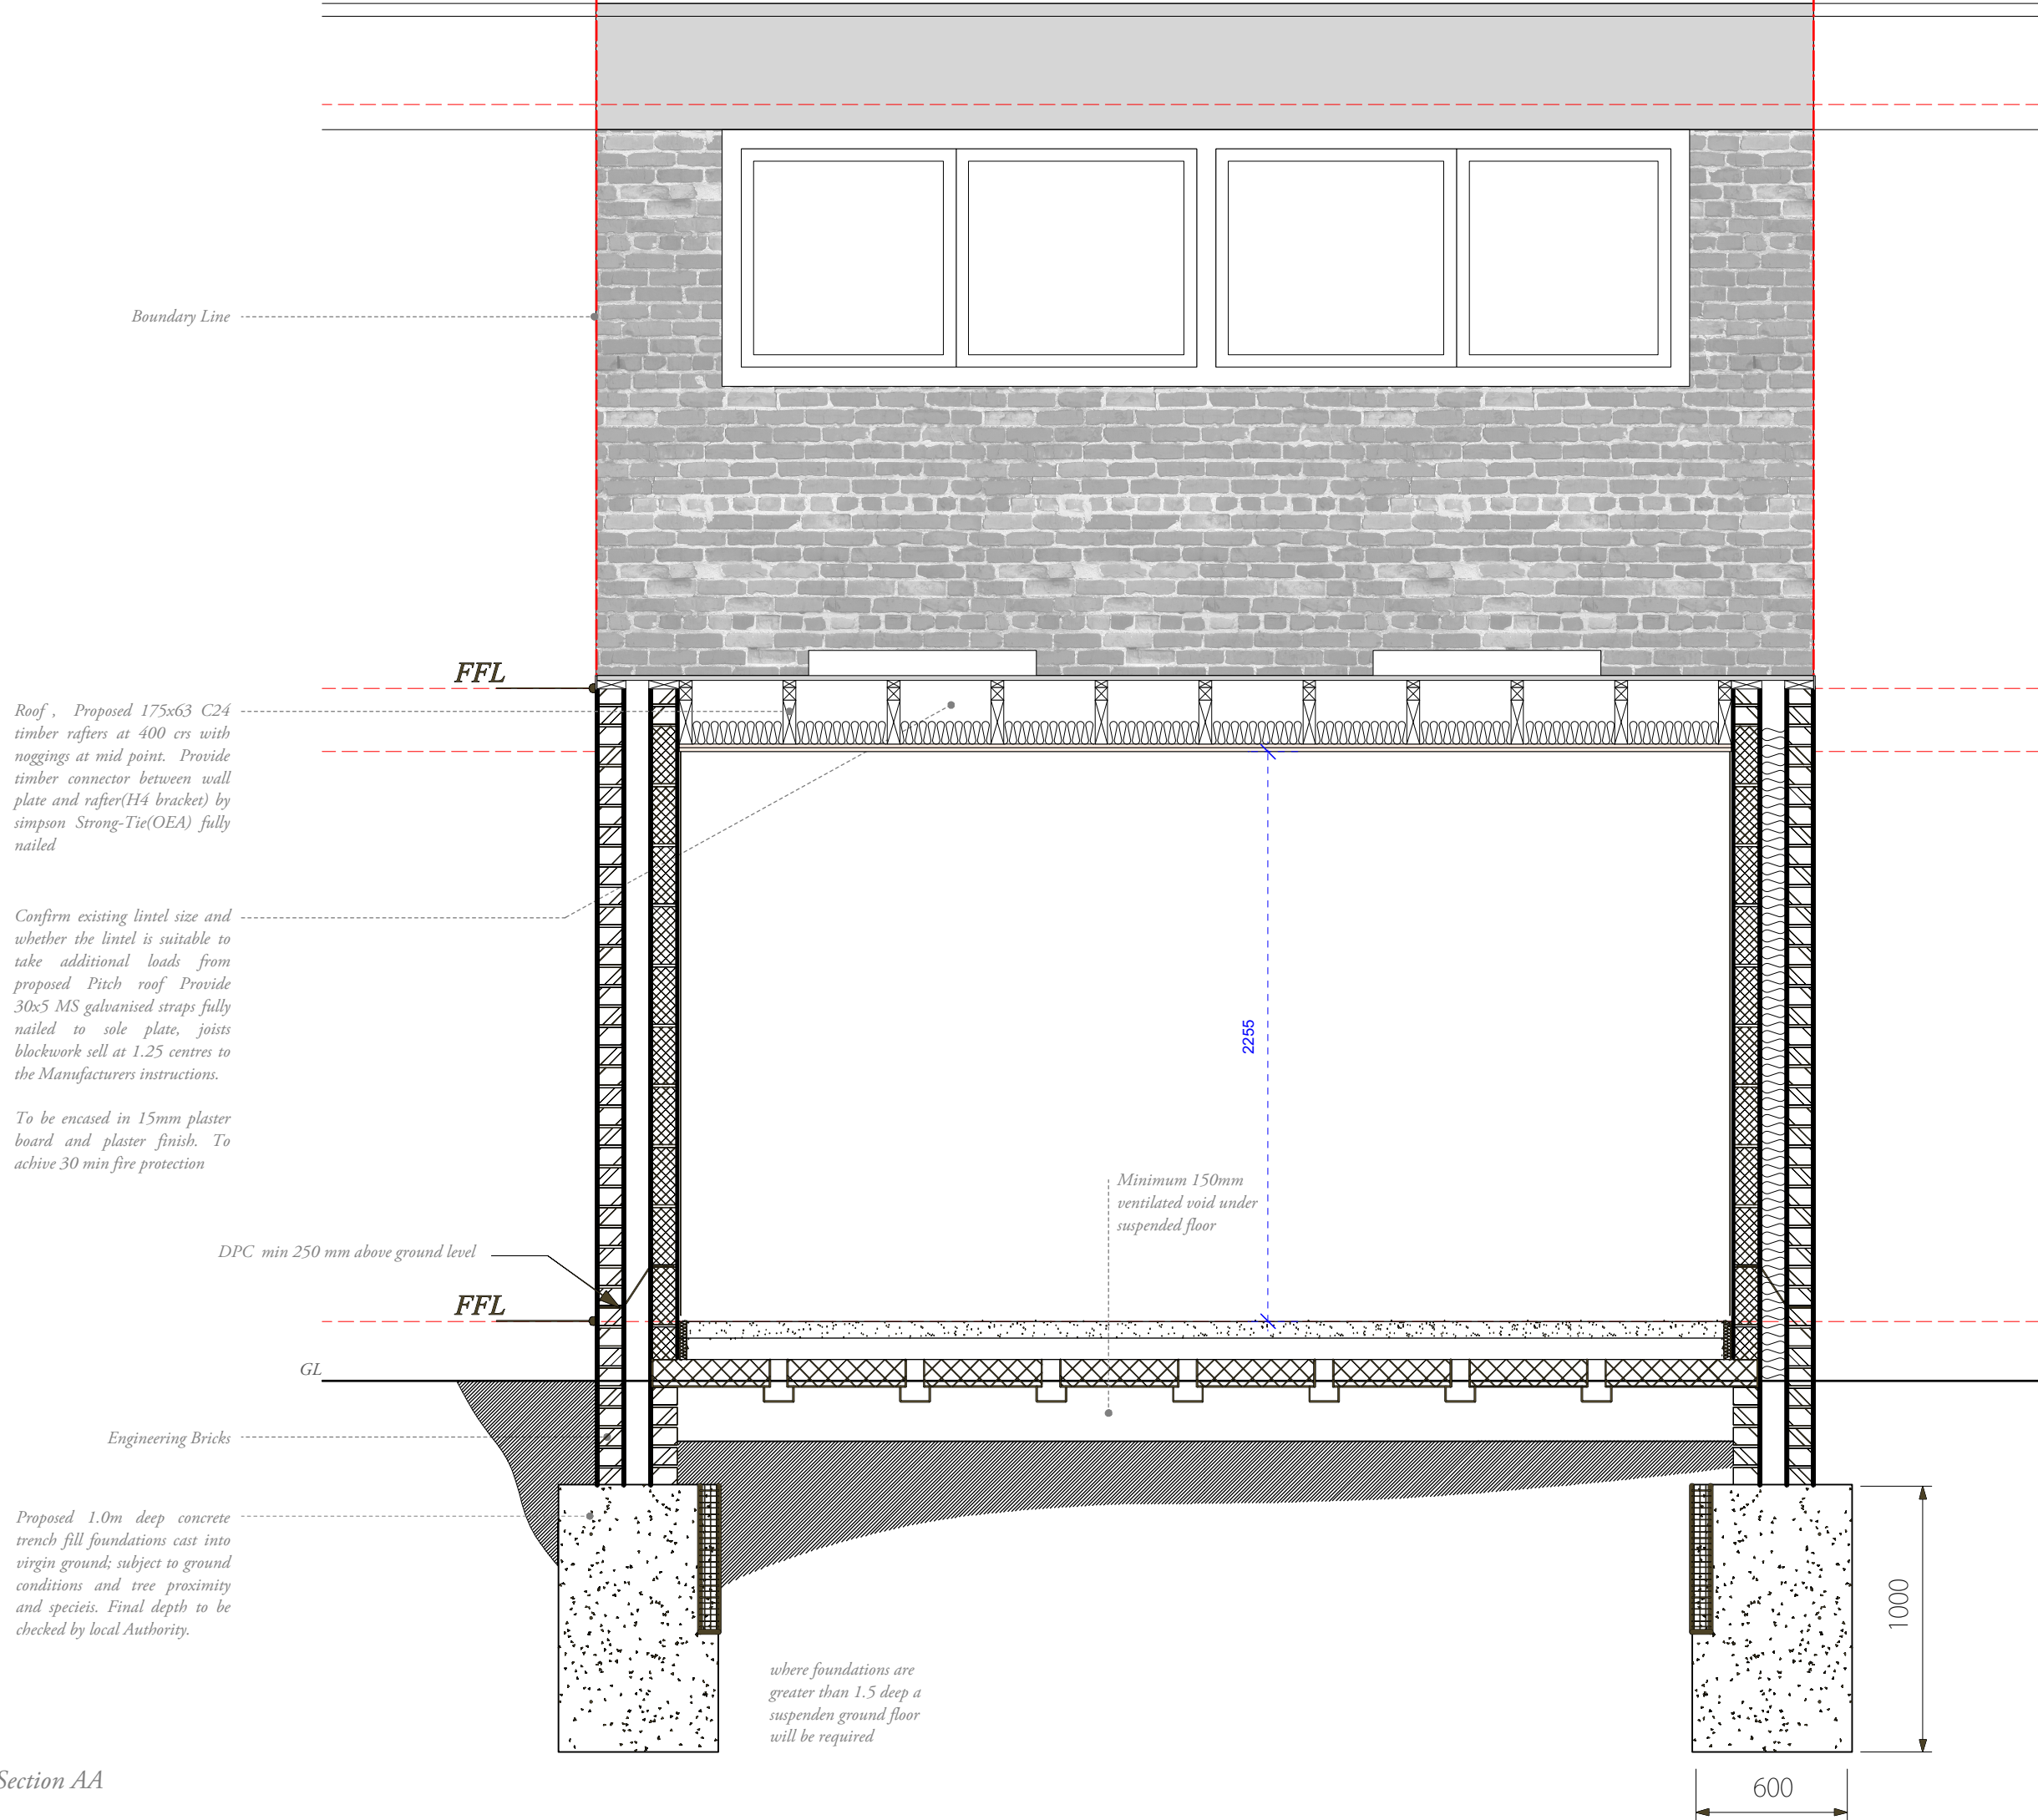 Boundary Line
FFL
Roof , Proposed 175x63 C24
timber rafters at 400 crs with
noggings at mid point. Provide
timber connector between wall
plate and rafter(H4 bracket) by
simpson Strong-Tie(OEA) fully
nailed
Confirm existing lintel size and
whether the lintel is suitable to
take additional loads from
proposed Pitch roof Provide
30x5 MS galvanised straps fully
nailed to sole plate, joists
blockwork sell at 1.25 centres to
the Manufacturers instructions.
To be encased in 15mm plaster
board and plaster finish. To
achive 30 min fire protection
2255
Minimum 150mm
ventilated void under
suspended floor
DPC min 250 mm above ground level
FFL
GL
Engineering Bricks
Proposed 1.0m deep concrete
trench fill foundations cast into
virgin ground; subject to ground
conditions and tree proximity
and specieis. Final depth to be
checked by local Authority.
1000
where foundations are
greater than 1.5 deep a
suspenden ground floor
will be required
Section AA
600